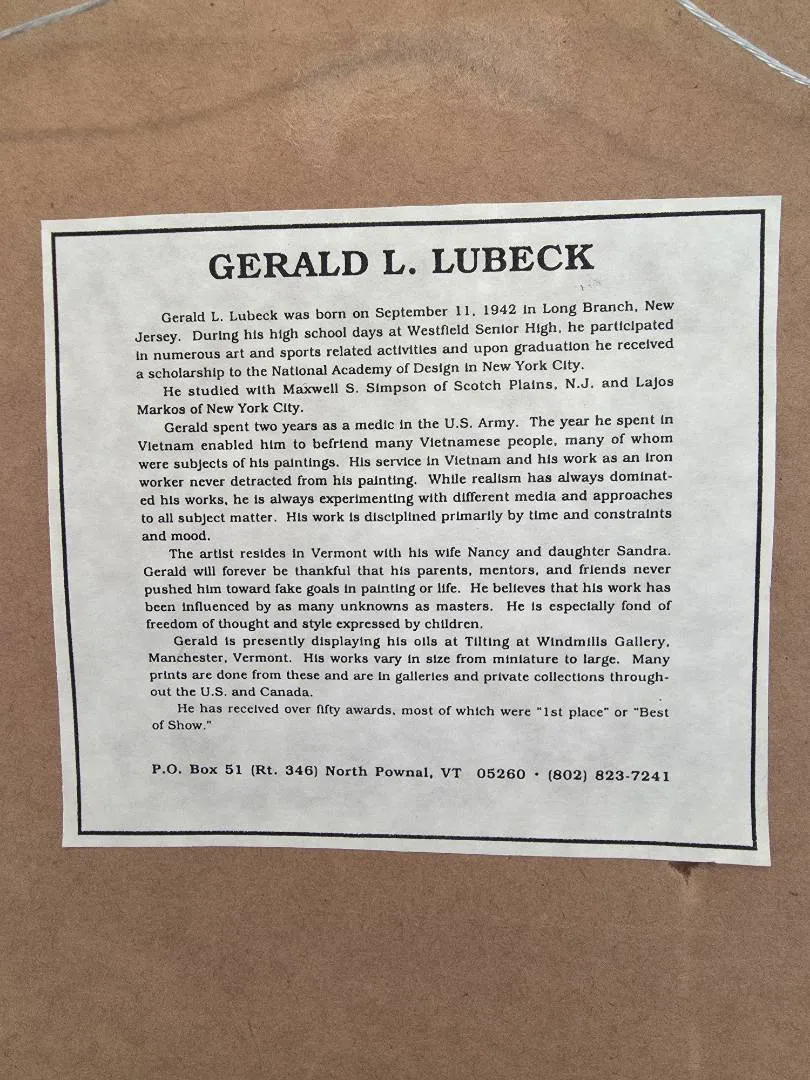 GERALD L. LUBECK
Gerald L. Lubeck was born on September 11, 1942 in Long Branch, New
Jersey. During his high school days at Westfield Senior High, he participated
in numerous art and sports related activities and upon graduation he received
a scholarship to the National Academy of Design in New York City.
He studied with Maxwell S. Simpson of Scotch Plains, N.J. and Lajos
Markos of New York City.
Gerald spent two years as a medic in the U.S. Army. The year he spent in
Vietnam enabled him to befriend many Vietnamese people, many of whom
were subjects of his paintings. His service in Vietnam and his work as an iron
worker never detracted from his painting. While realism has always dominat-
ed his works, he is always experimenting with different media and approaches
to all subject matter. His work is disciplined primarily by time and constraints
and mood.
The artist resides in Vermont with his wife Nancy and daughter Sandra.
Gerald will forever be thankful that his parents, mentors, and friends never
pushed him toward fake goals in painting or life. He believes that his work has
been influenced by as many unknowns as masters. He is especially fond of
freedom of thought and style expressed by children.
Gerald is presently displaying his oils at Tilting at Windmills Gallery,
Manchester, Vermont. His works vary in size from miniature to large. Many
prints are done from these and are in galleries and private collections through-
out the U.S. and Canada.
He has received over fifty awards, most of which were "1st place" or "Best
of Show."
P.O. Box 51 (Rt. 346) North Pownal, VT 05260 • (802) 823-7241